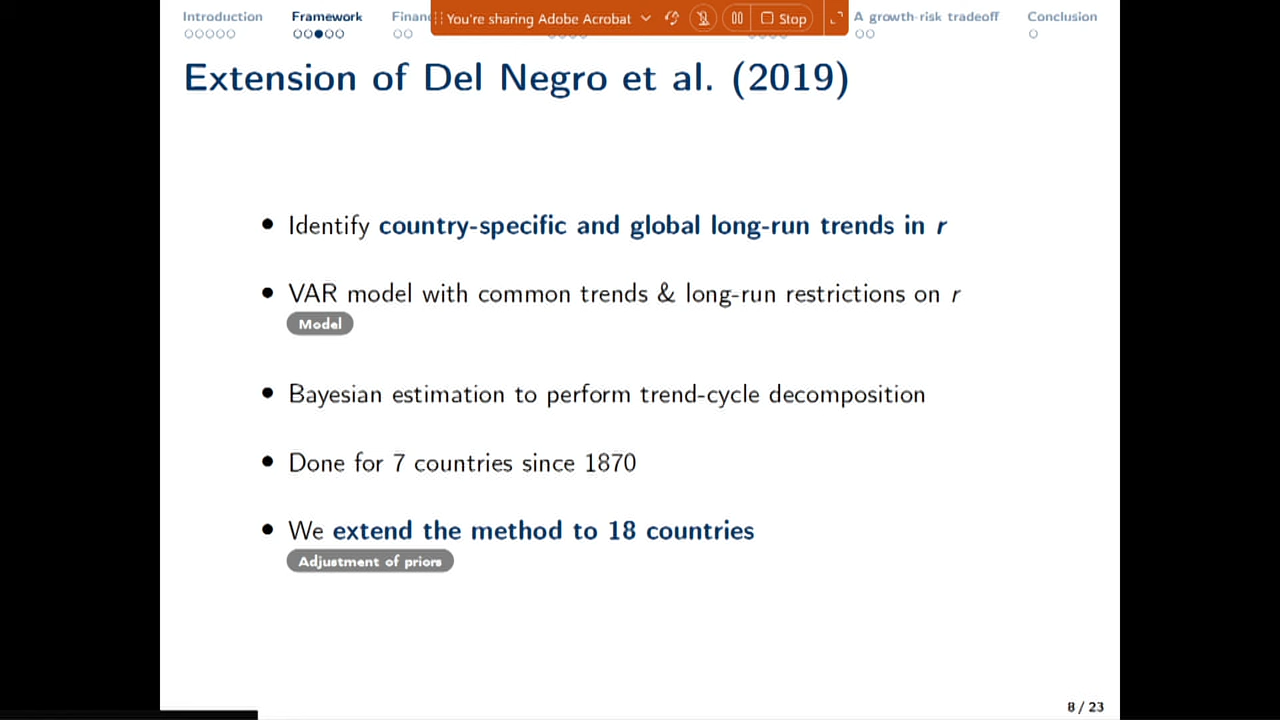 Introduction Framework Finan You're sharing Adobe Acrobat Stop A growth-risk tradeoff Conclusion
Extension of Del Negro et al. (2019)
• Identify country-specific and global long-run trends in r
• VAR model with common trends & long-run restrictions on r
Model
• Bayesian estimation to perform trend-cycle decomposition
• Done for 7 countries since 1870
• We extend the method to 18 countries
Adjustment of priors
8 / 23